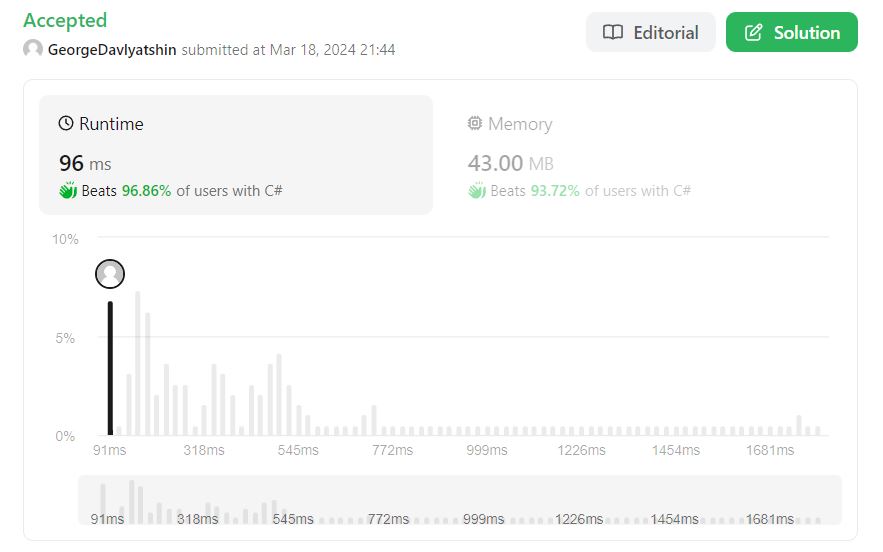 Accepted
GeorgeDavlyatshin submitted at Mar 18, 2024 21:44
Editorial
Solution
Runtime
96 ms
Beats 96.86% of users with C#
Memory
43.00 MB
Beats 93.72% of users with C#
10%
5%
0%
91ms 318ms 545ms 772ms 999ms 1226ms 1454ms 1681ms
91ms 318ms 545ms 772ms 999ms 1226ms 1454ms 1681ms